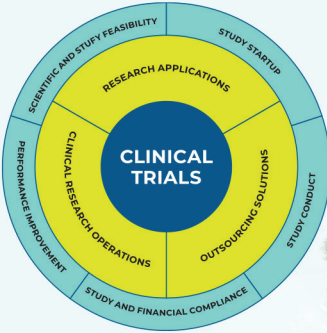 SCIENTIFIC AND STUFY FEASIBILITY
STUDY STARTUP
RESEARCH APPLICATIONS
CLINICAL
TRIALS
CLINICAL RESEARCH OPERATIONS
OUTSOURCING SOLUTIONS
PERFORMANCE IMPROVEMENT
STUDY CONDUCT
STUDY AND FINANCIAL COMPLIANCE